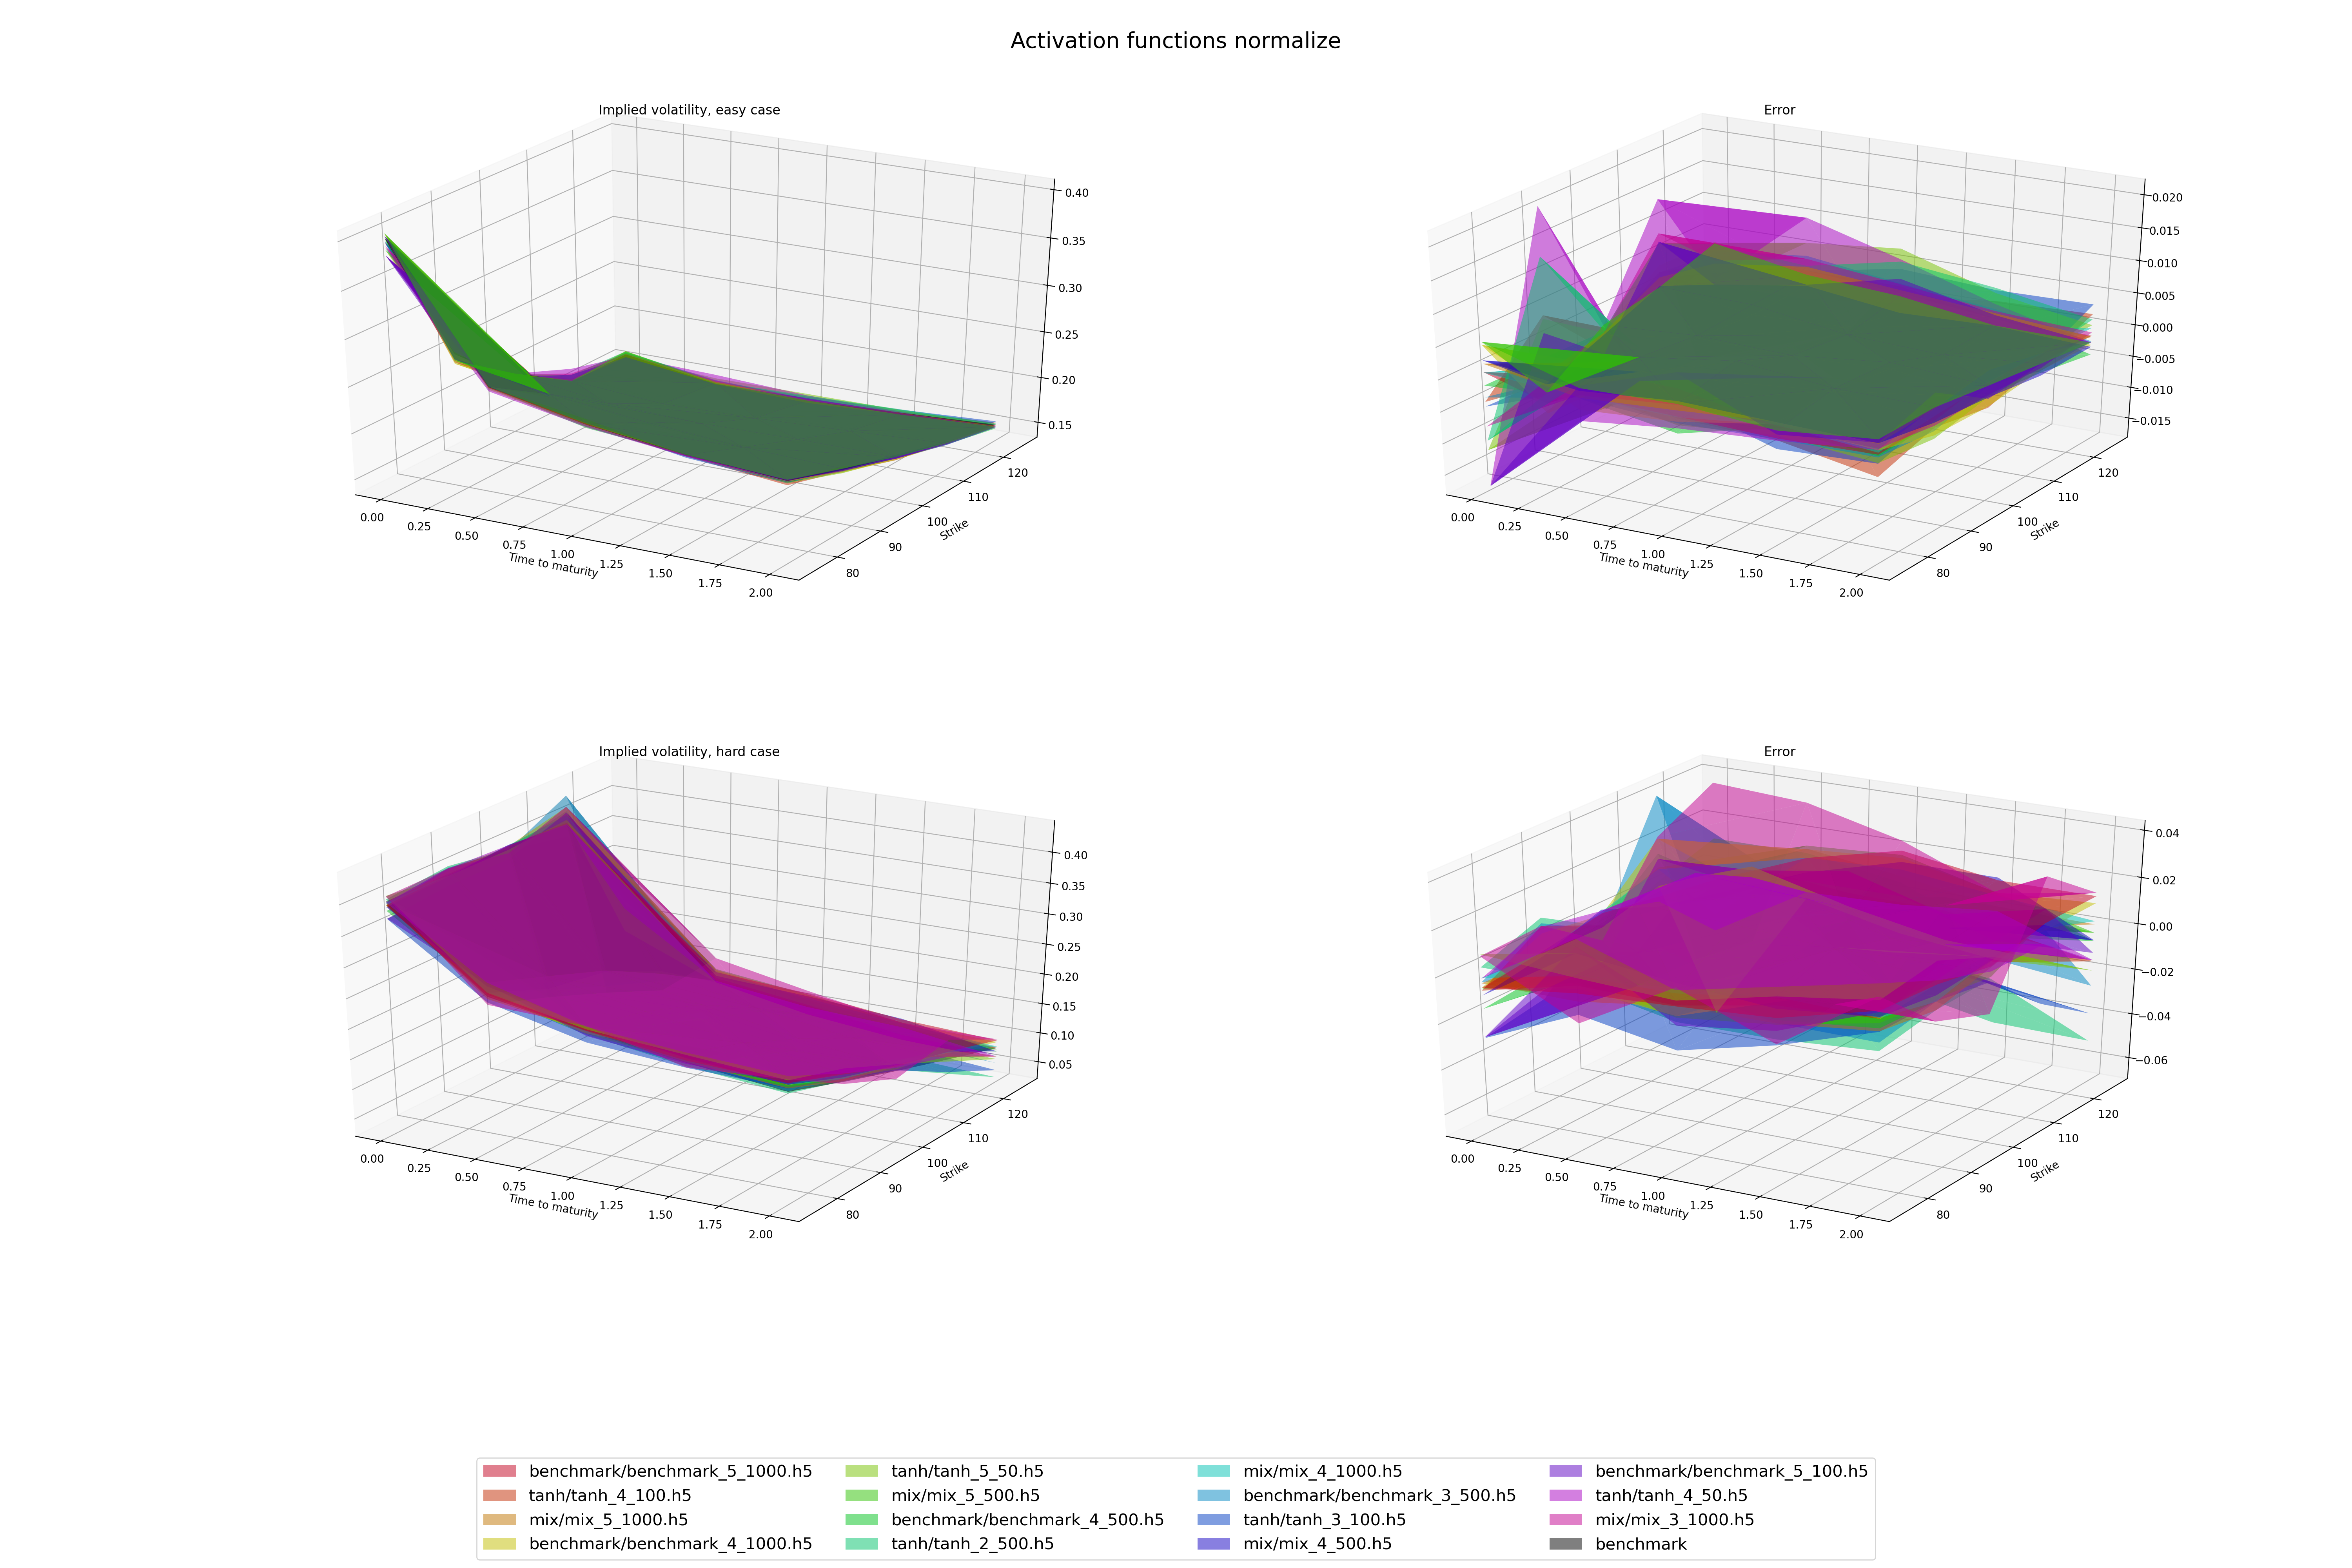 Activation functions normalize
Implied volatility, easy case
0.40
0.35
0.30
0.25
0.20
0.15
0.00
0.25
0.50
0.75
1.00
1.25
1.50
1.75
2.00
Time to maturity
80
90
100
110
120
Strike
Error
0.020
0.015
0.010
0.005
0.000
−0.005
−0.010
−0.015
0.00
0.25
0.50
0.75
1.00
1.25
1.50
1.75
2.00
Time to maturity
80
90
100
110
120
Strike
Implied volatility, hard case
0.40
0.35
0.30
0.25
0.20
0.15
0.10
0.05
0.00
0.25
0.50
0.75
1.00
1.25
1.50
1.75
2.00
Time to maturity
80
90
100
110
120
Strike
Error
0.04
0.02
0.00
−0.02
−0.04
−0.06
0.00
0.25
0.50
0.75
1.00
1.25
1.50
1.75
2.00
Time to maturity
80
90
100
110
120
Strike
benchmark/benchmark_5_1000.h5
tanh/tanh_4_100.h5
mix/mix_5_1000.h5
benchmark/benchmark_4_1000.h5
tanh/tanh_5_50.h5
mix/mix_5_500.h5
benchmark/benchmark_4_500.h5
tanh/tanh_2_500.h5
mix/mix_4_1000.h5
benchmark/benchmark_3_500.h5
tanh/tanh_3_100.h5
mix/mix_4_500.h5
benchmark/benchmark_5_100.h5
tanh/tanh_4_50.h5
mix/mix_3_1000.h5
benchmark